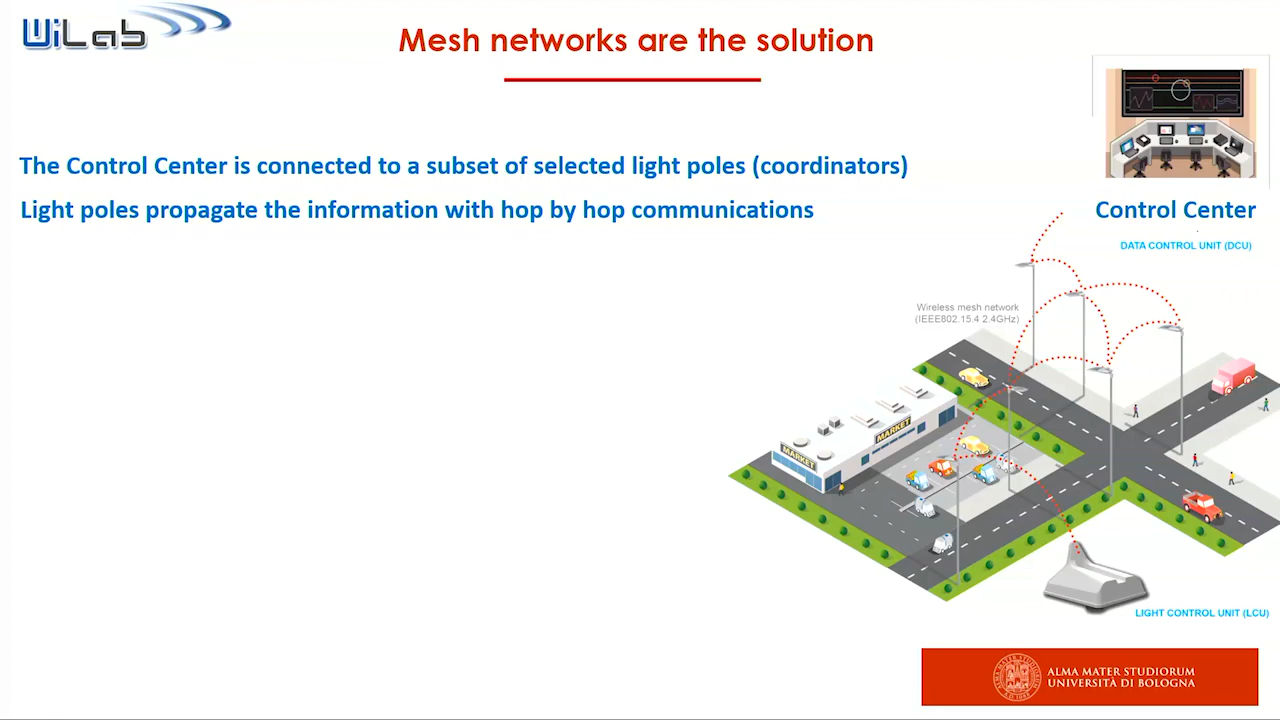 WiLab
Mesh networks are the solution
The Control Center is connected to a subset of selected light poles (coordinators)
Light poles propagate the information with hop by hop communications
Control Center
DATA CONTROL UNIT (DCU)
Wireless mesh network
(IEEE802.15.4 2.4GHz)
MARKET
MARKET
LIGHT CONTROL UNIT (LCU)
ALMA MATER STUDIORUM
UNIVERSITÀ DI BOLOGNA